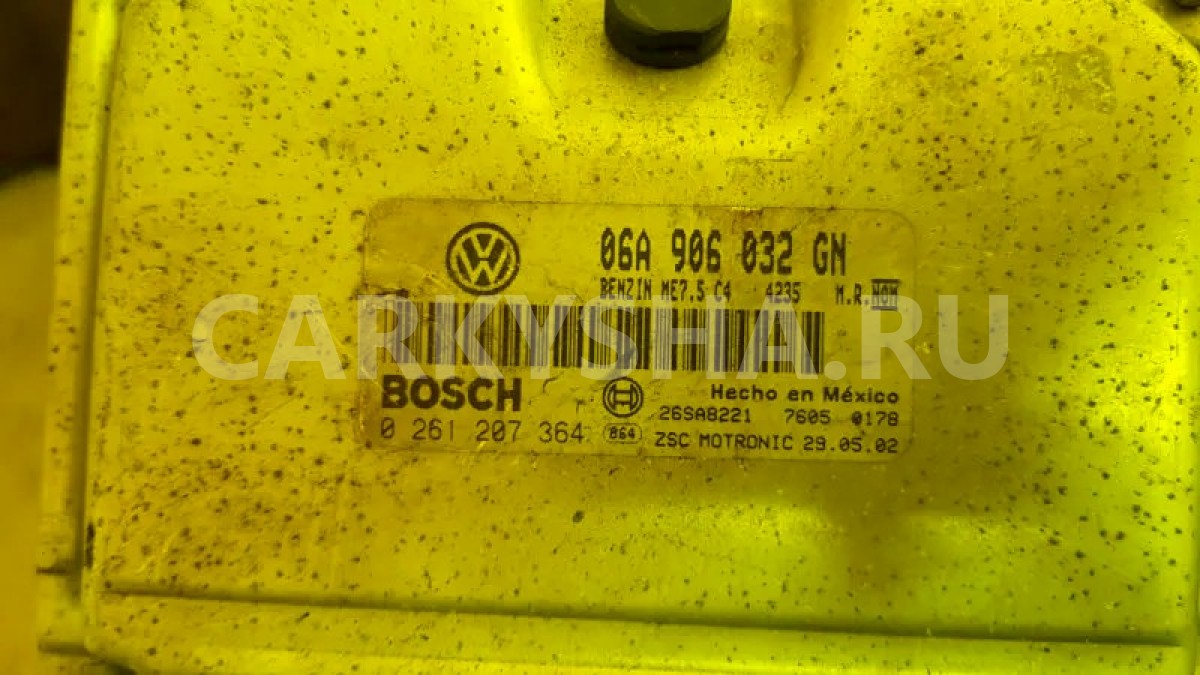 06A 906 032 GN
BENZIN ME7.5 C4 4235 M.R.MOM
CARKYSHA.RU
BOSCH
Hecho en México
26SA8221 7605 0178
0 261 207 364 864 ZSC MOTRONIC 29.05.02